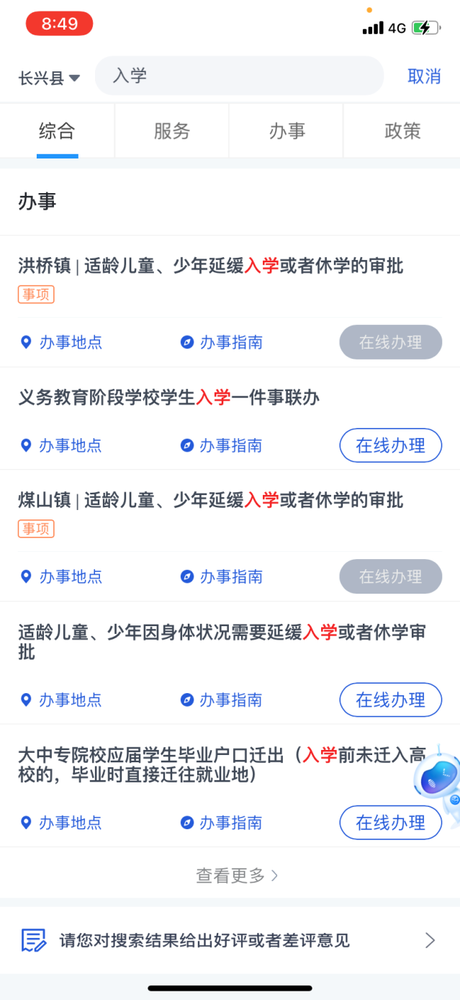 8:49
4G
长兴县
入学
取消
综合
服务
办事
政策
办事
洪桥镇 | 适龄儿童、少年延缓入学或者休学的审批
事项
办事地点
办事指南
在线办理
义务教育阶段学校学生入学一件事联办
办事地点
办事指南
在线办理
煤山镇 | 适龄儿童、少年延缓入学或者休学的审批
事项
办事地点
办事指南
在线办理
适龄儿童、少年因身体状况需要延缓入学或者休学审
批
办事地点
办事指南
在线办理
大中专院校应届学生毕业户口迁出（入学前未迁入高
校的，毕业时直接迁往就业地）
办事地点
办事指南
在线办理
查看更多
请您对搜索结果给出好评或者差评意见